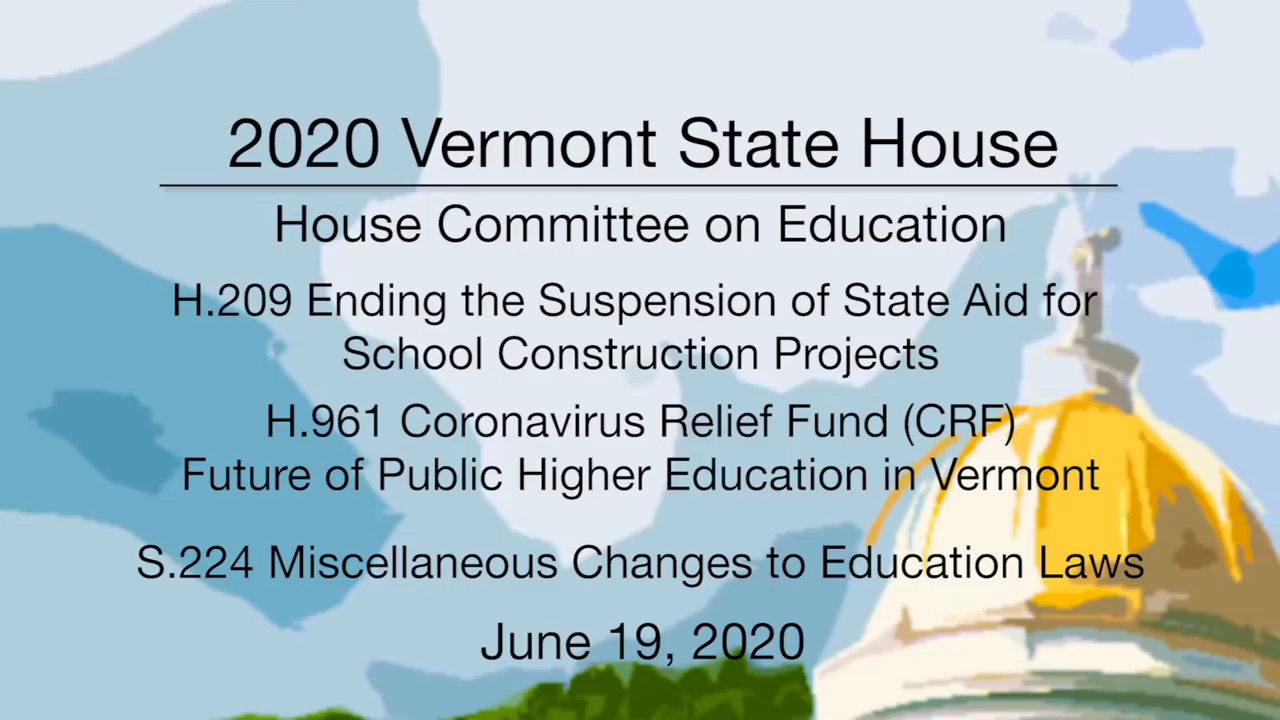 2020 Vermont State House
House Committee on Education
H.209 Ending the Suspension of State Aid for
School Construction Projects
H.961 Coronavirus Relief Fund (CRF)
Future of Public Higher Education in Vermont
S.224 Miscellaneous Changes to Education Laws
June 19, 2020